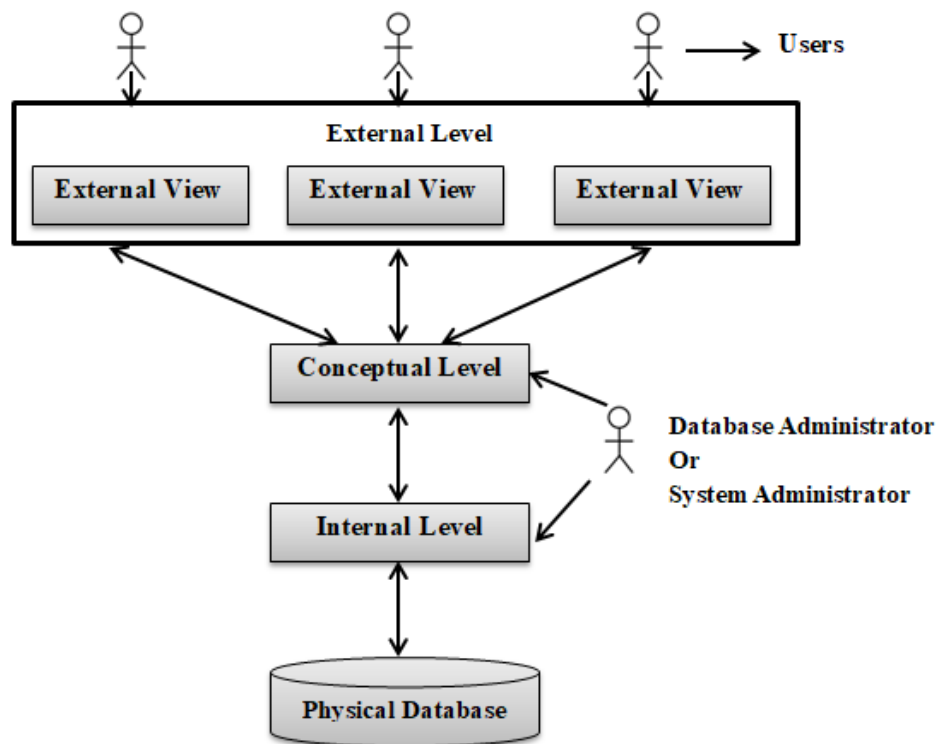 Users
External Level
External View
External View
External View
Conceptual Level
Database Administrator
Or
System Administrator
Internal Level
Physical Database